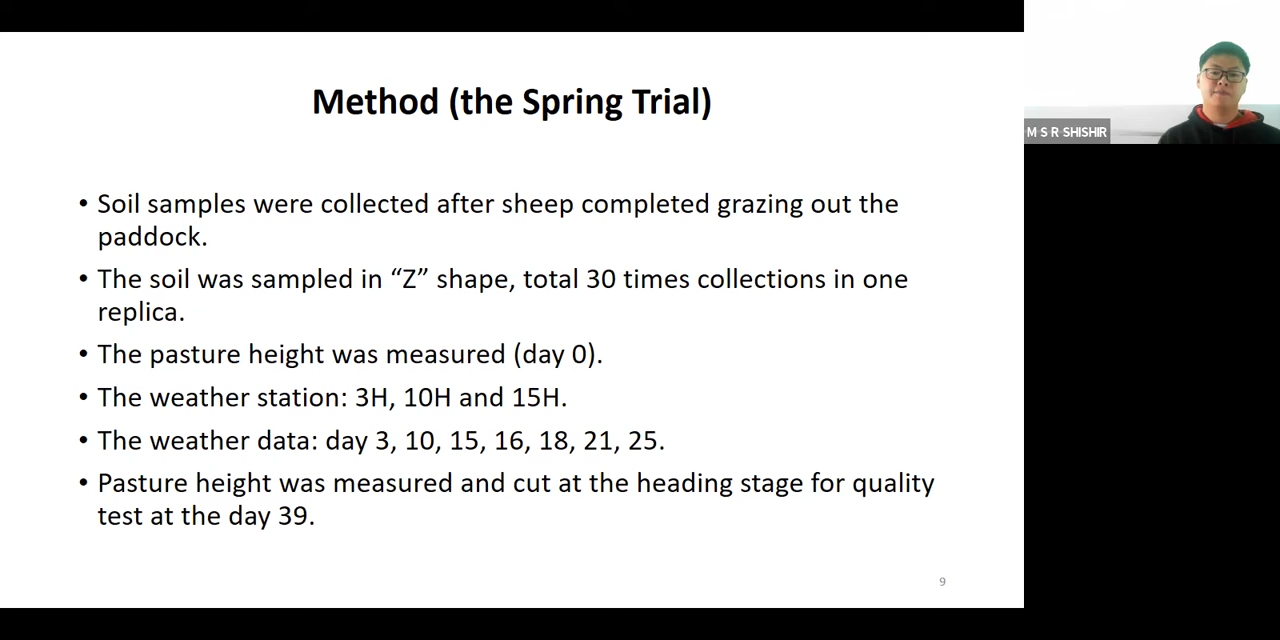 Method (the Spring Trial)
M S R SHISHIR
• Soil samples were collected after sheep completed grazing out the
paddock.
• The soil was sampled in “Z” shape, total 30 times collections in one
replica.
• The pasture height was measured (day 0).
• The weather station: 3H, 10H and 15H.
• The weather data: day 3, 10, 15, 16, 18, 21, 25.
• Pasture height was measured and cut at the heading stage for quality
test at the day 39.
9